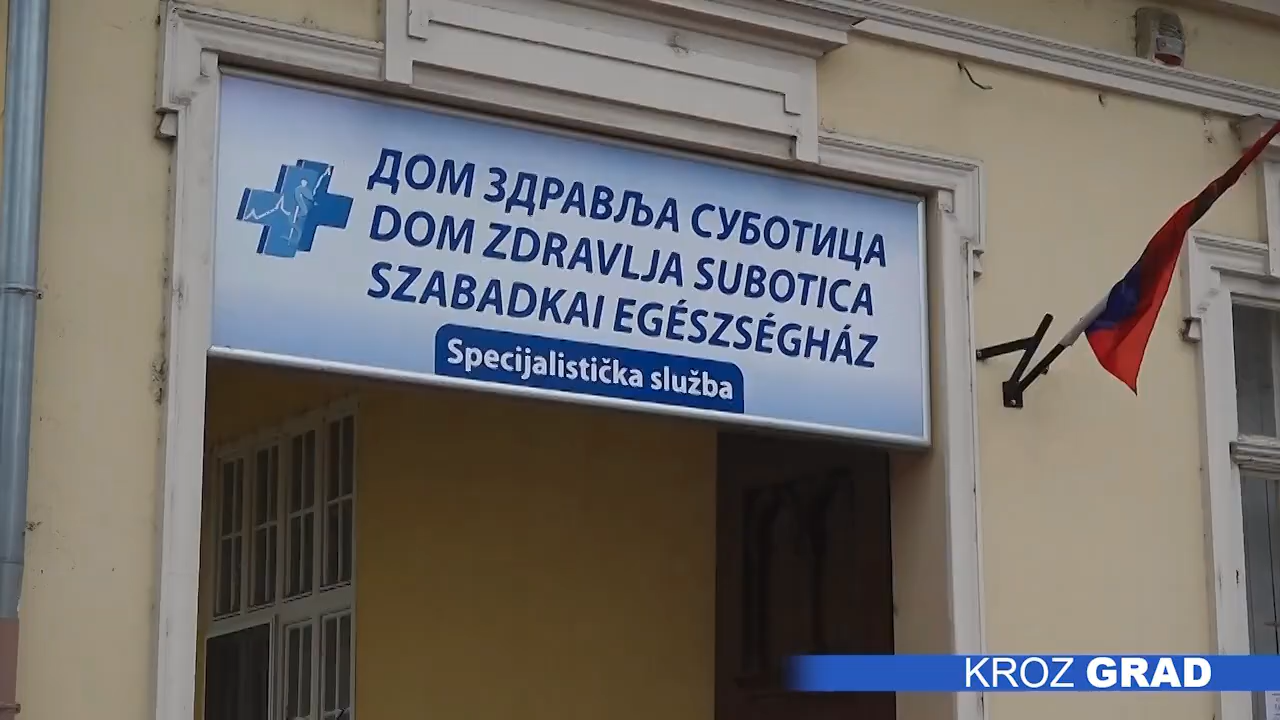 ДОМ ЗДРАВЉА СУБОТИЦА
DOM ZDRAVLJA SUBOTICA
SZABADKAI EGÉSZSÉGHÁZ
Specijalistička služba
KROZ GRAD